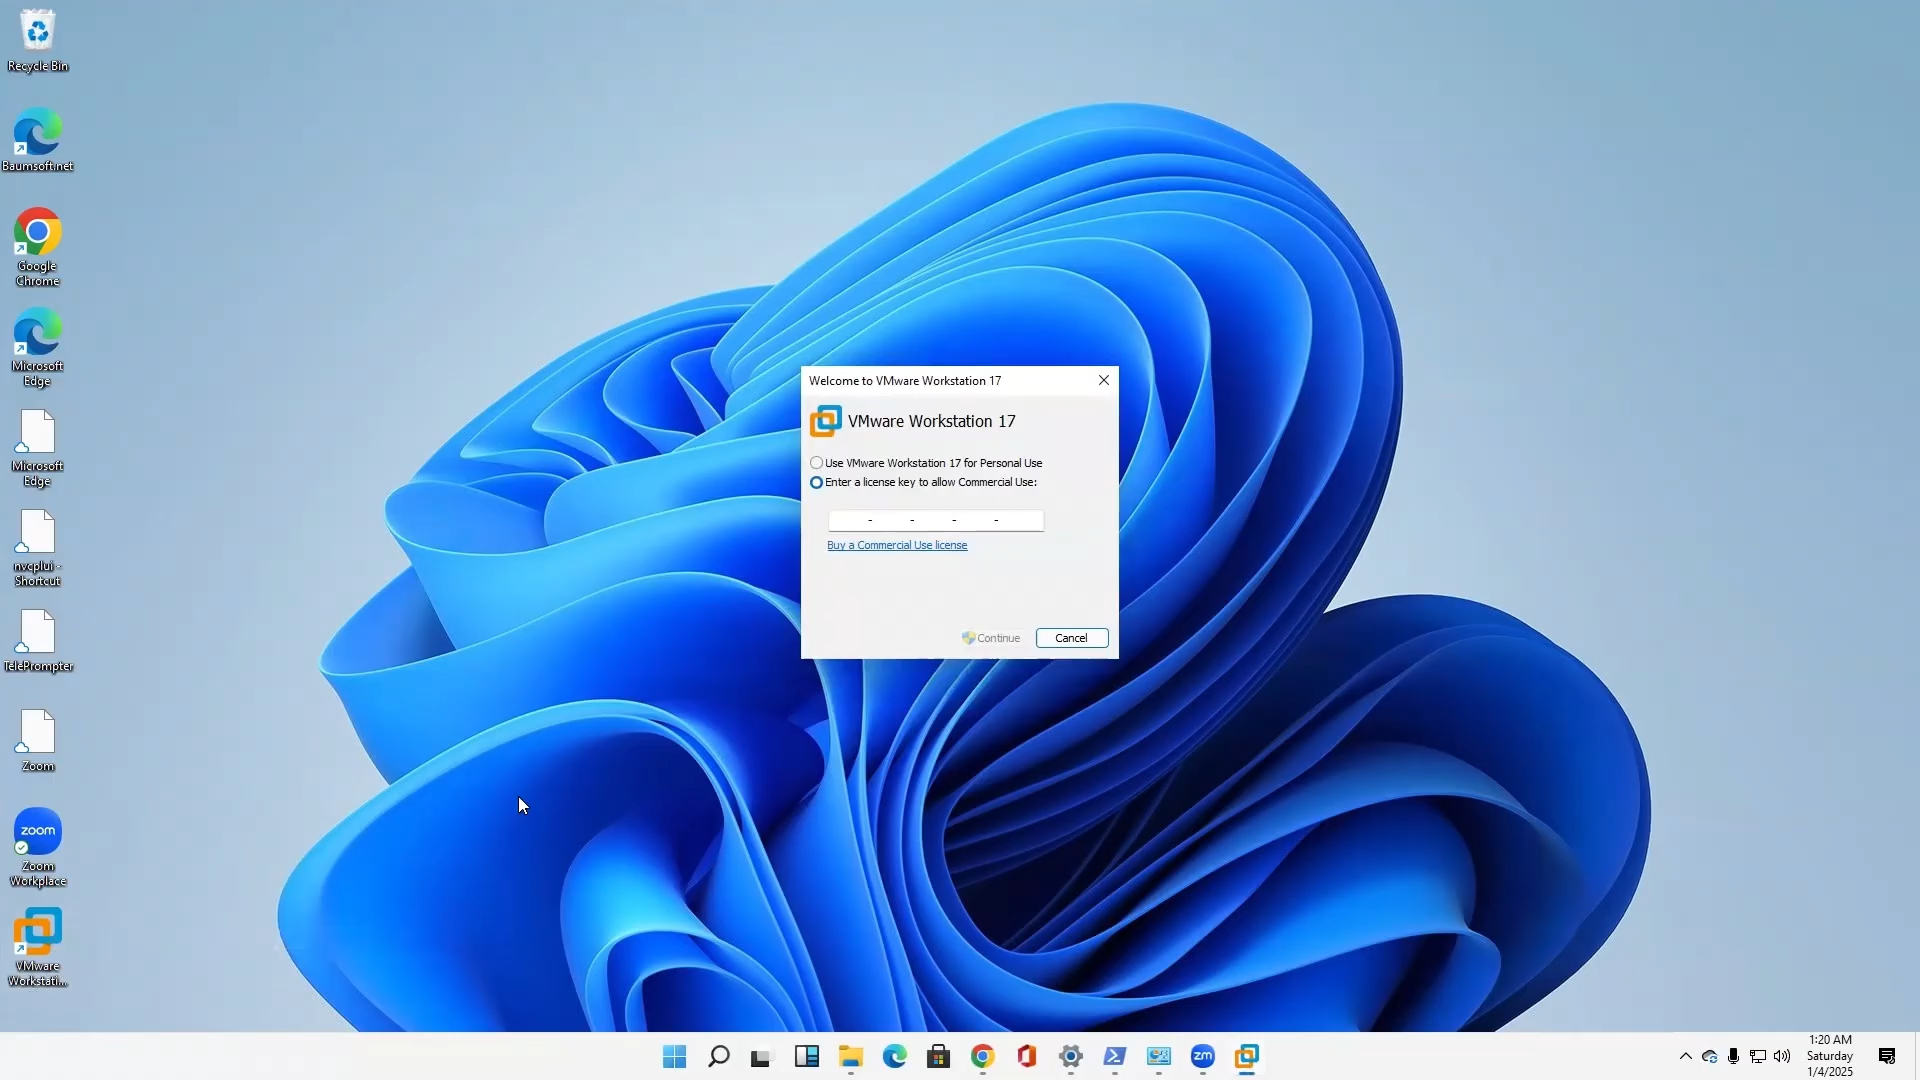 Recycle Bin
Baumsoft.net
Google
Chrome
Microsoft
Edge
Microsoft
Edge
nvcplui -
Shortcut
TelePrompter
Zoom
zoom
Zoom
Workplace
VMware
Workstati...
Welcome to VMware Workstation 17
VMware Workstation 17
Use VMware Workstation 17 for Personal Use
Enter a license key to allow Commercial Use:
- - - -
Buy a Commercial Use license
Continue
Cancel
zm
1:20 AM
Saturday
1/4/2025